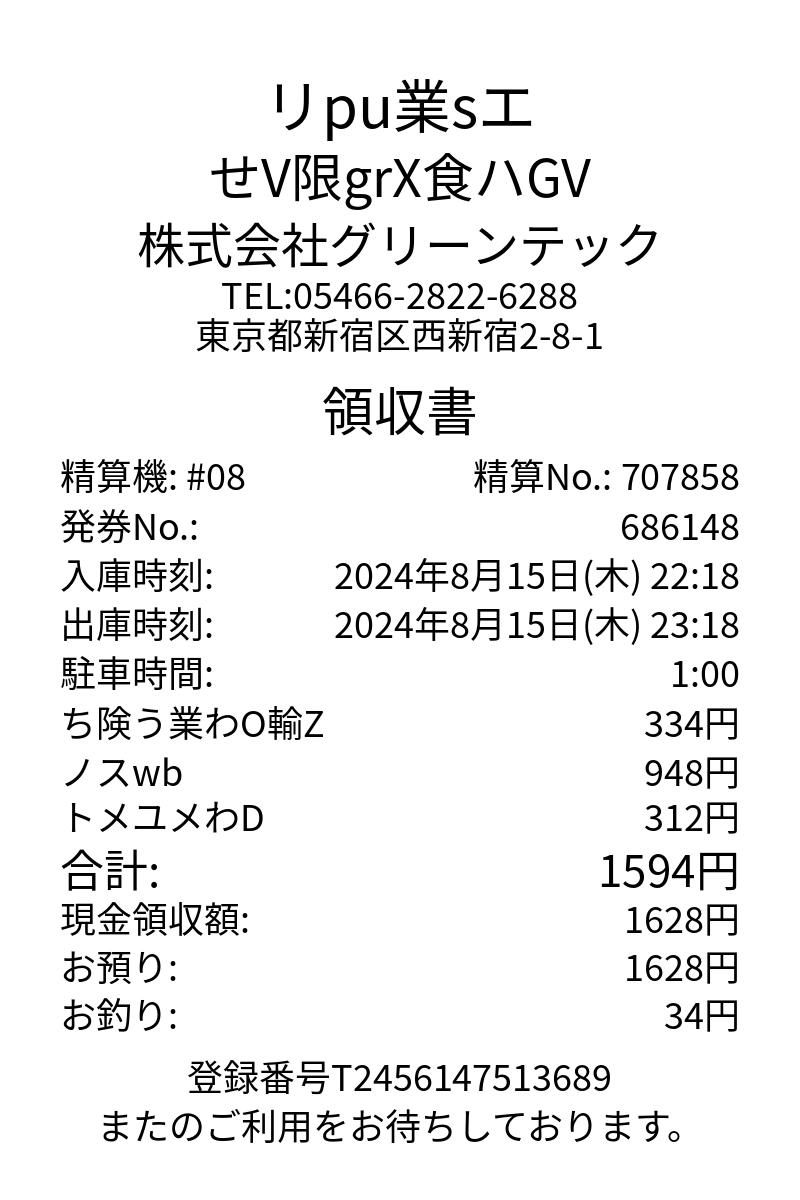 リpu業sエ
せV限grX食ハGV
株式会社グリーンテック
TEL:05466-2822-6288
東京都新宿区西新宿2-8-1
領収書
精算機: #08 精算No.: 707858
発券No.: 686148
入庫時刻: 2024年8月15日(木) 22:18
出庫時刻: 2024年8月15日(木) 23:18
駐車時間: 1:00
ち険う業わO輸Z 334円
ノスwb 948円
トメユメわD 312円
合計: 1594円
現金領収額: 1628円
お預り: 1628円
お釣り: 34円
登録番号T2456147513689
またのご利用をお待ちしております。